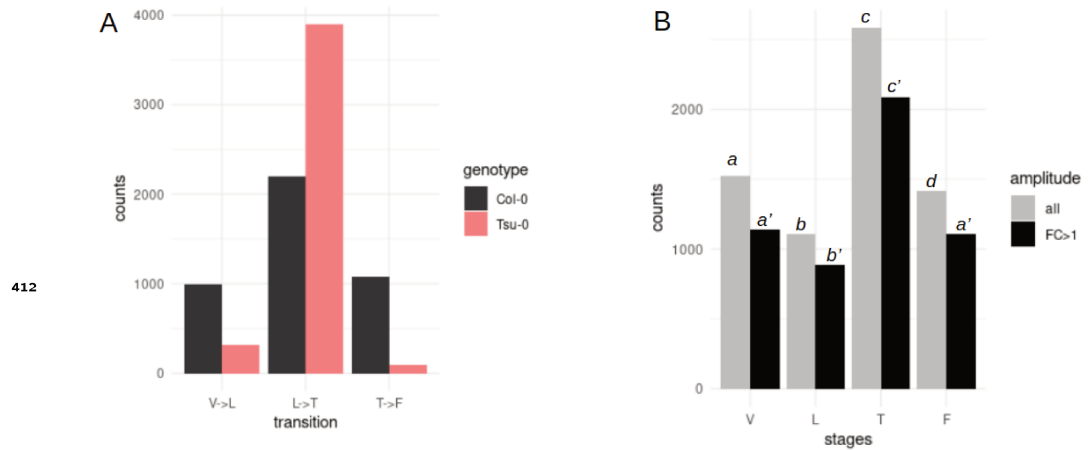 A
counts
4000
3000
2000
1000
0
V->L
L->T
T->F
transition
genotype
Col-0
Tsu-0
412
B
counts
2000
1000
0
a
a’
b
b’
c
c’
d
a’
V
L
T
F
stages
amplitude
all
FC>1